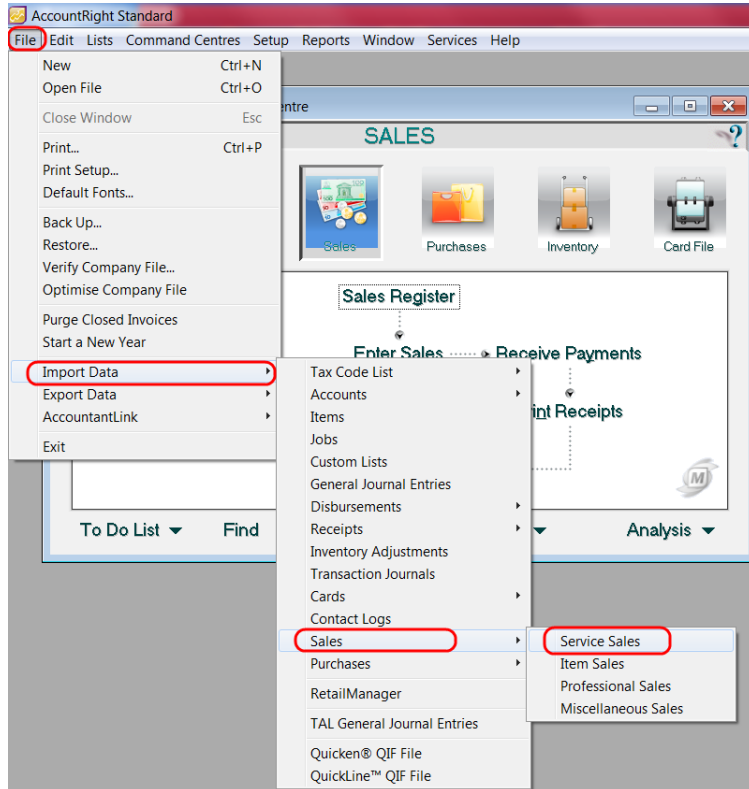 AccountRight Standard
File Edit Lists Command Centres Setup Reports Window Services Help
New Ctrl+N
Open File Ctrl+O
Close Window Esc
Print... Ctrl+P
Print Setup...
Default Fonts...
Back Up...
Restore...
Verify Company File...
Optimise Company File
Purge Closed Invoices
Start a New Year
Import Data
Export Data
AccountantLink
Exit
entre
SALES
Sales Purchases Inventory Card File
Sales Register
Enter Sales Receive Payments
int Receipts
To Do List Find Analysis
Tax Code List
Accounts
Items
Jobs
Custom Lists
General Journal Entries
Disbursements
Receipts
Inventory Adjustments
Transaction Journals
Cards
Contact Logs
Sales
Purchases
RetailManager
TAL General Journal Entries
Quicken® QIF File
QuickLine™ QIF File
Service Sales
Item Sales
Professional Sales
Miscellaneous Sales